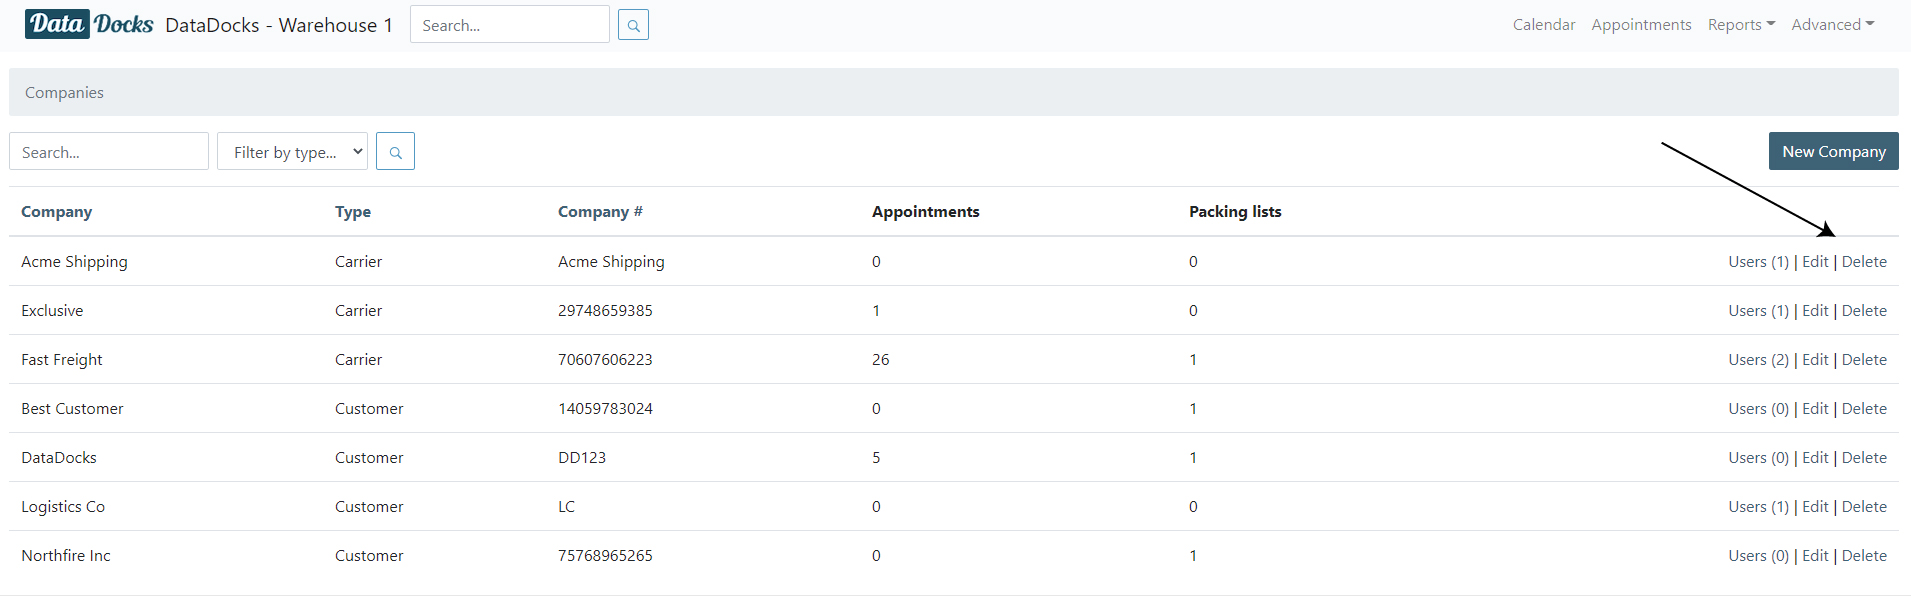 Data Docks DataDocks - Warehouse 1 Search... Calendar Appointments Reports Advanced
Companies
Search... Filter by type... New Company
Company Type Company # Appointments Packing lists
Acme Shipping Carrier Acme Shipping 0 0 Users (1) | Edit | Delete
Exclusive Carrier 29748659385 1 0 Users (1) | Edit | Delete
Fast Freight Carrier 70607606223 26 1 Users (2) | Edit | Delete
Best Customer Customer 14059783024 0 1 Users (0) | Edit | Delete
DataDocks Customer DD123 5 1 Users (0) | Edit | Delete
Logistics Co Customer LC 0 0 Users (1) | Edit | Delete
Northfire Inc Customer 75768965265 0 1 Users (0) | Edit | Delete